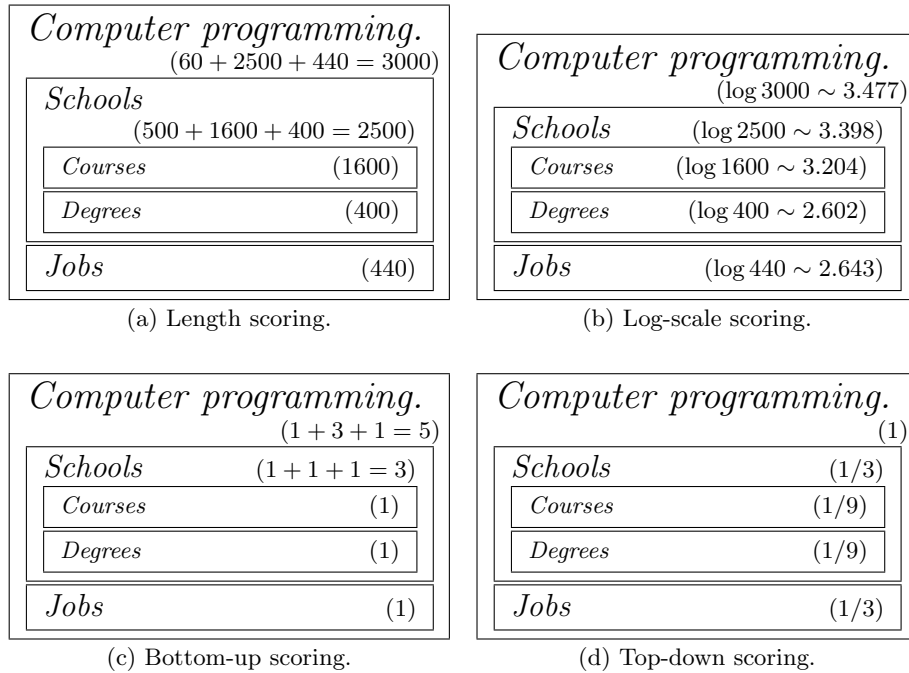 Computer programming.
(60 + 2500 + 440 = 3000)
Schools
(500 + 1600 + 400 = 2500)
Courses (1600)
Degrees (400)
Jobs (440)
(a) Length scoring.
Computer programming.
(log 3000 ∼ 3.477)
Schools (log 2500 ∼ 3.398)
Courses (log 1600 ∼ 3.204)
Degrees (log 400 ∼ 2.602)
Jobs (log 440 ∼ 2.643)
(b) Log-scale scoring.
Computer programming.
(1 + 3 + 1 = 5)
Schools (1 + 1 + 1 = 3)
Courses (1)
Degrees (1)
Jobs (1)
(c) Bottom-up scoring.
Computer programming.
(1)
Schools (1/3)
Courses (1/9)
Degrees (1/9)
Jobs (1/3)
(d) Top-down scoring.